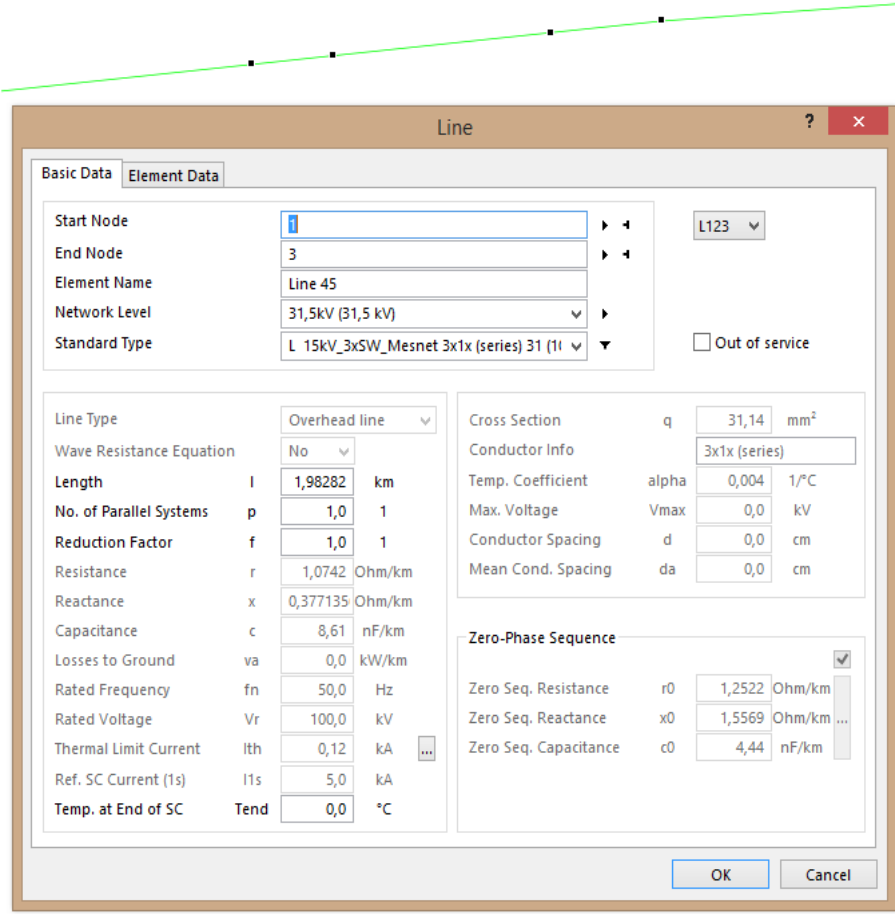 Line
?
Basic Data Element Data
Start Node 1 L123
End Node 3
Element Name Line 45
Network Level 31,5kV (31,5 kV)
Standard Type L 15kV_3xSW_Mesnet 3x1x (series) 31 (1 Out of service
Line Type Overhead line
Wave Resistance Equation No
Length l 1,98282 km
No. of Parallel Systems p 1,0 1
Reduction Factor f 1,0 1
Resistance r 1,0742 Ohm/km
Reactance x 0,377135 Ohm/km
Capacitance c 8,61 nF/km
Losses to Ground va 0,0 kW/km
Rated Frequency fn 50,0 Hz
Rated Voltage Vr 100,0 kV
Thermal Limit Current Ith 0,12 kA ...
Ref. SC Current (1s) I1s 5,0 kA
Temp. at End of SC Tend 0,0 °C
Cross Section q 31,14 mm²
Conductor Info 3x1x (series)
Temp. Coefficient alpha 0,004 1/°C
Max. Voltage Vmax 0,0 kV
Conductor Spacing d 0,0 cm
Mean Cond. Spacing da 0,0 cm
Zero-Phase Sequence
Zero Seq. Resistance r0 1,2522 Ohm/km
Zero Seq. Reactance x0 1,5569 Ohm/km ...
Zero Seq. Capacitance c0 4,44 nF/km
OK Cancel